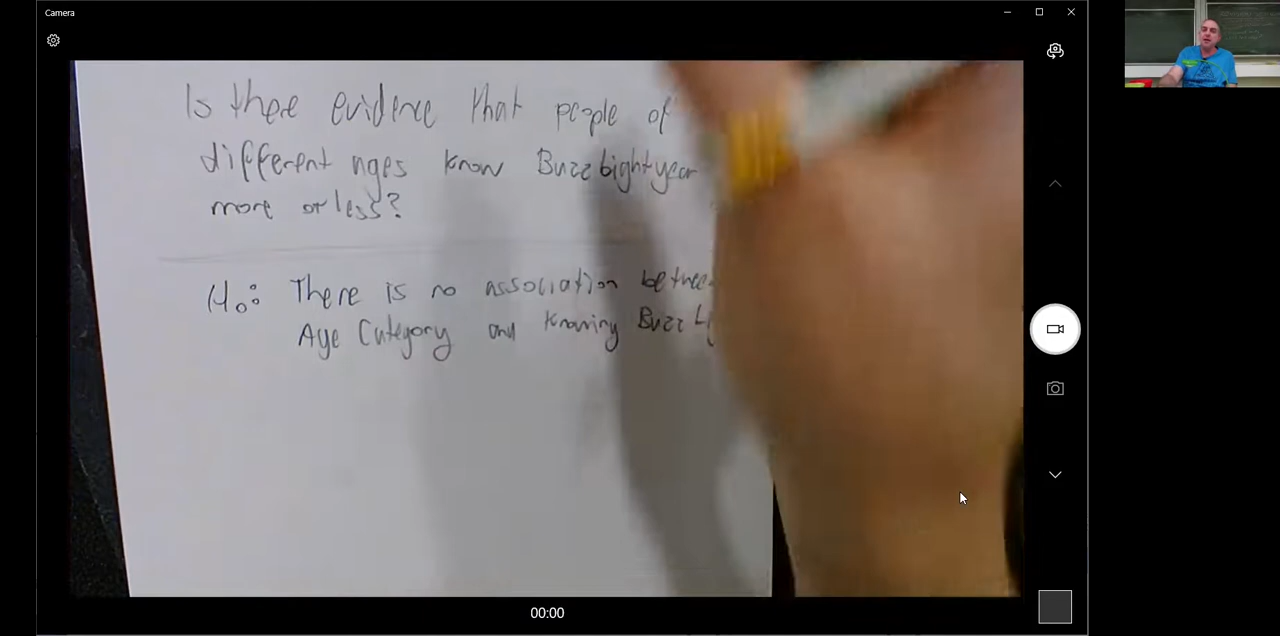 Camera
Is there evidence that people of
different ages know Buzz Lightyear
more or less?
H₀: There is no association
Age Category and knowing Buzz
00:00